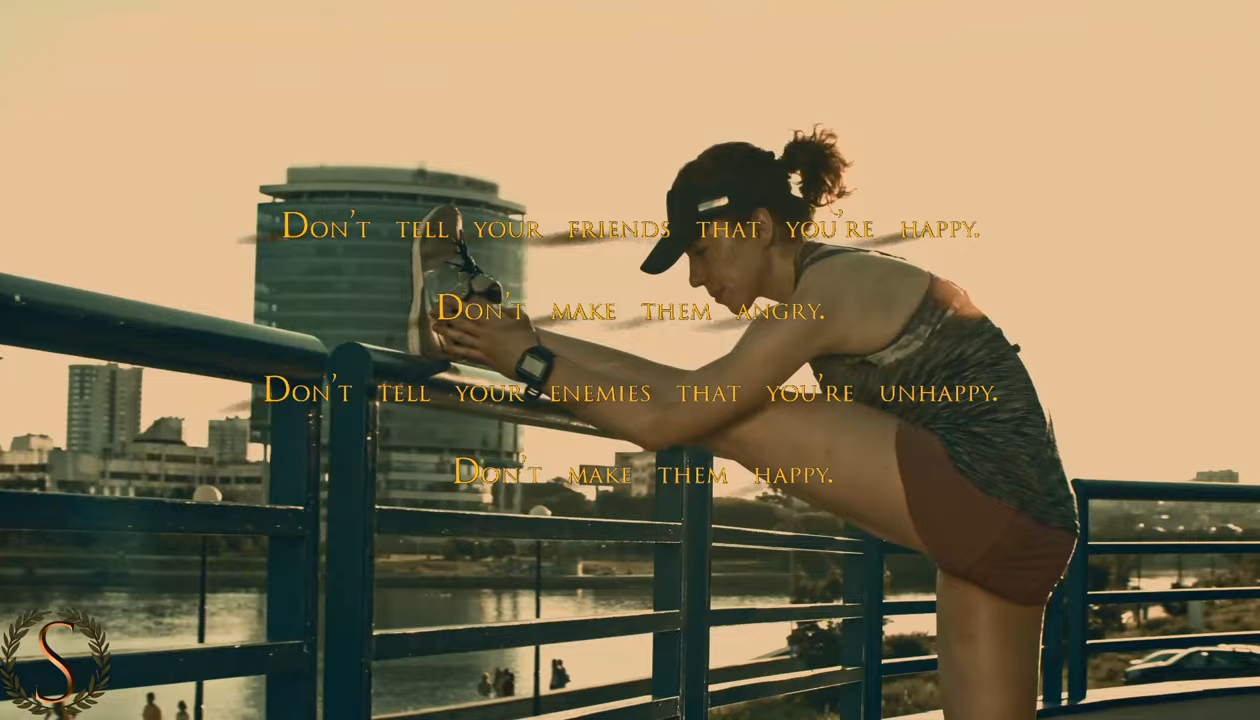 Don't tell your friends that you're happy.
Don't make them angry.
Don't tell your enemies that you're unhappy.
Don't make them happy.
S